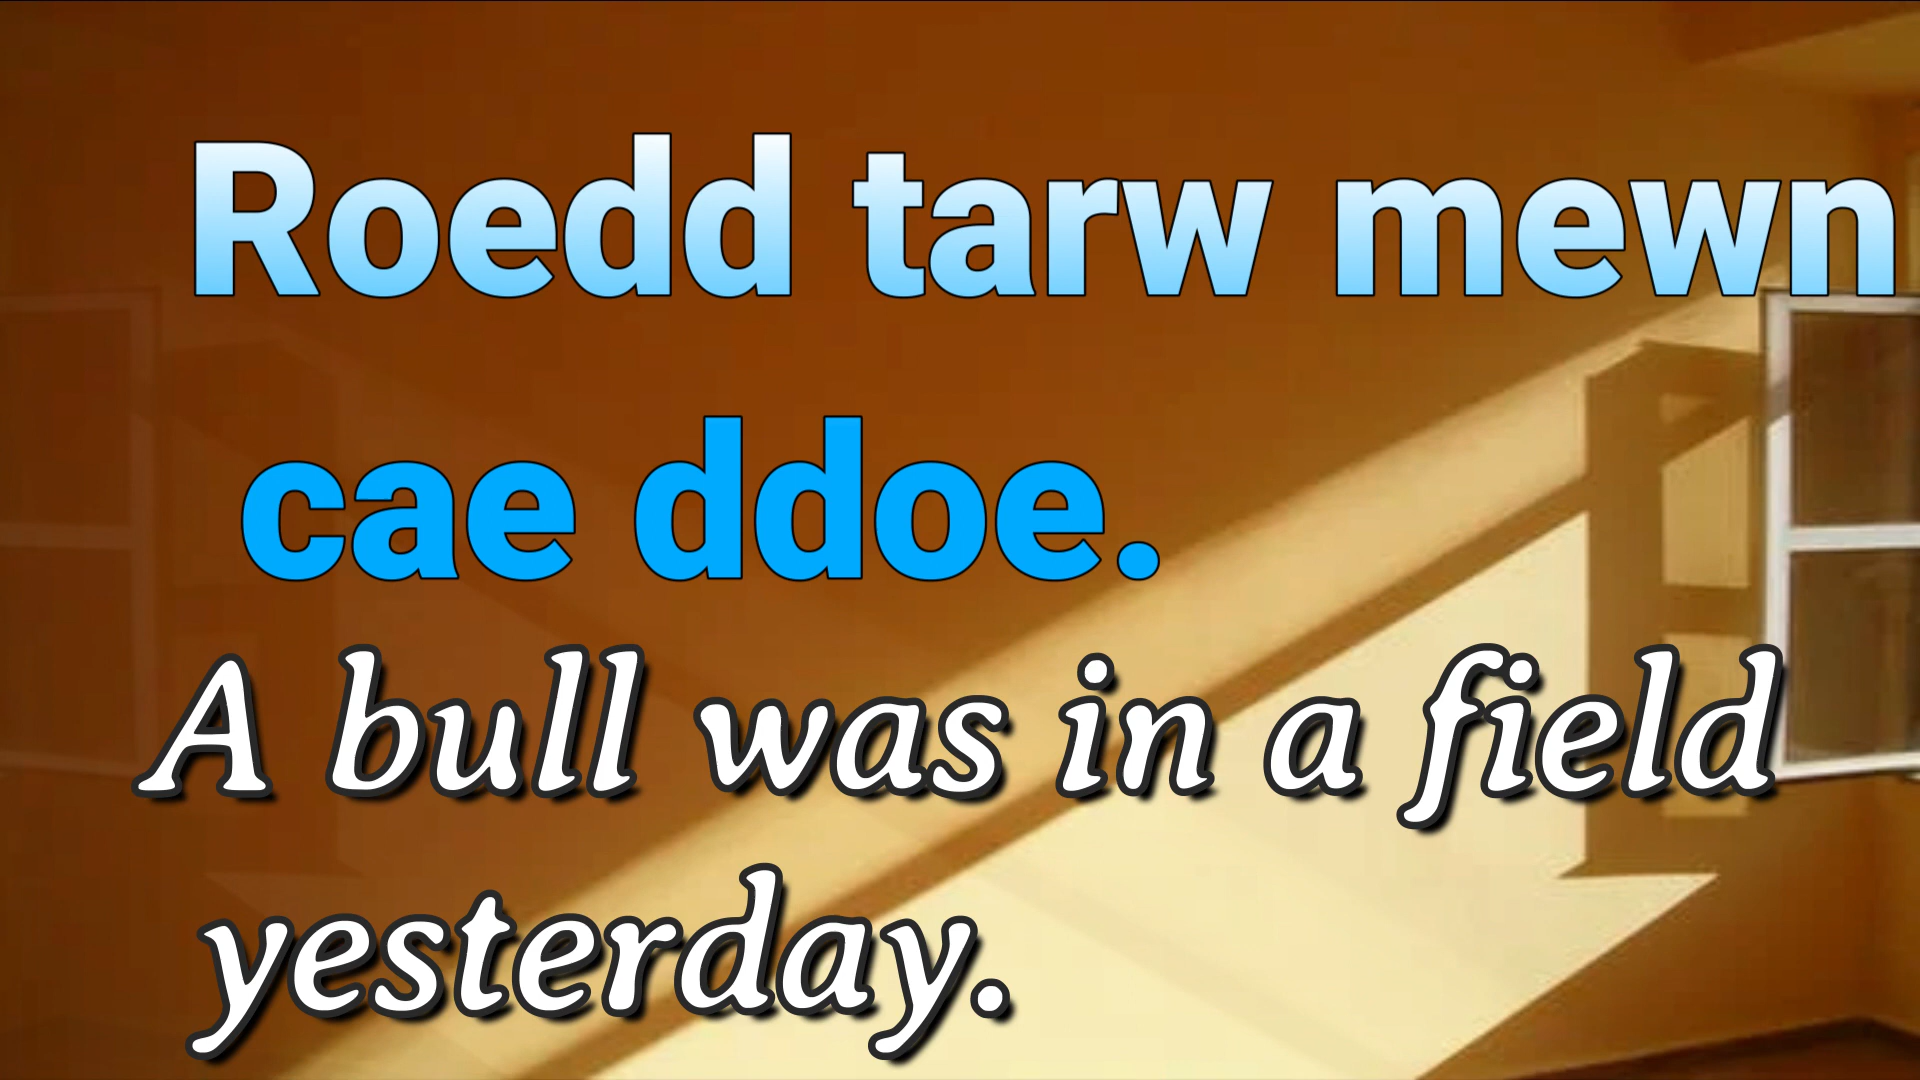 Roedd tarw mewn
cae ddoe.
A bull was in a field
yesterday.